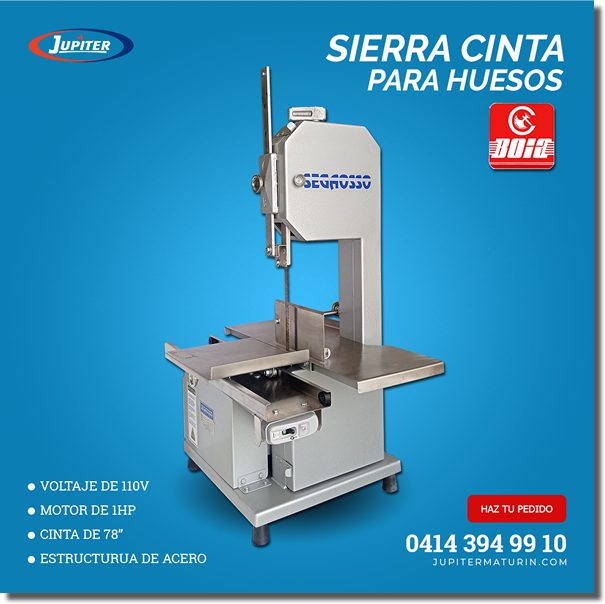 JUPITER
SIERRA CINTA
PARA HUESOS
BOIA
SEGHOSSO
VOLTAJE DE 110V
MOTOR DE 1HP
CINTA DE 78”
ESTRUCTURUA DE ACERO
HAZ TU PEDIDO
0414 394 99 10
JUPITERMATURIN.COM